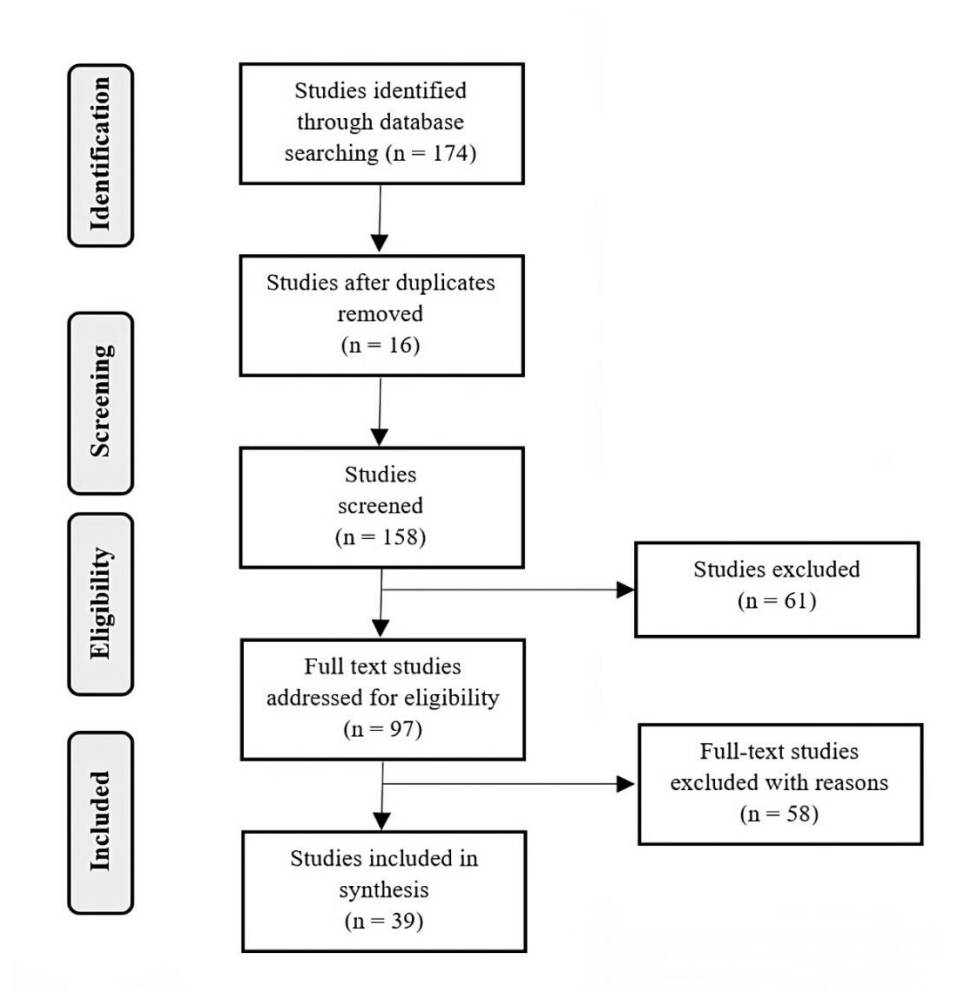 Identification
Studies identified
through database
searching (n = 174)
Studies after duplicates
removed
(n = 16)
Screening
Studies
screened
(n = 158)
Eligibility
Studies excluded
(n = 61)
Full text studies
addressed for eligibility
(n = 97)
Included
Full-text studies
excluded with reasons
(n = 58)
Studies included in
synthesis
(n = 39)